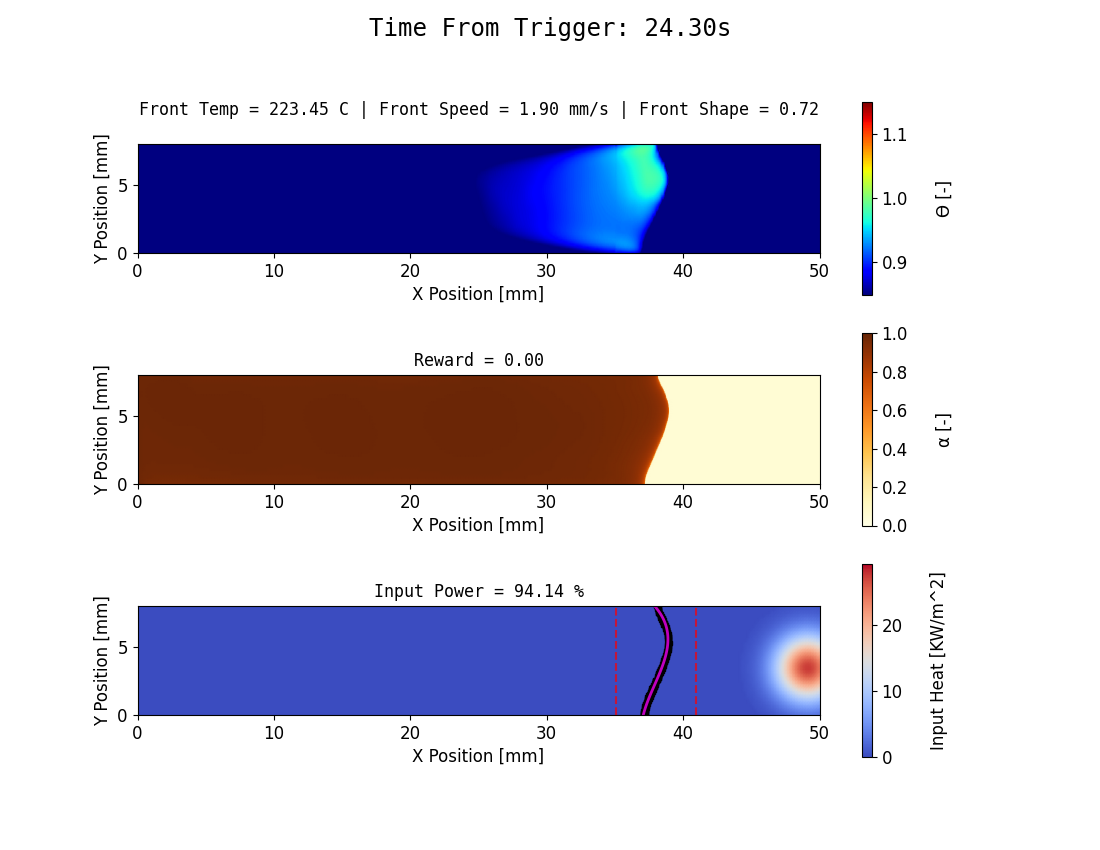 Time From Trigger: 24.30s
Front Temp = 223.45 C | Front Speed = 1.90 mm/s | Front Shape = 0.72
Y Position [mm]
5
0
0 10 20 30 40 50
X Position [mm]
1.1
1.0
0.9
Θ [-]
Reward = 0.00
Y Position [mm]
5
0
0 10 20 30 40 50
X Position [mm]
1.0
0.8
0.6
0.4
0.2
0.0
α [-]
Input Power = 94.14 %
Y Position [mm]
5
0
0 10 20 30 40 50
X Position [mm]
20
10
0
Input Heat [KW/m^2]